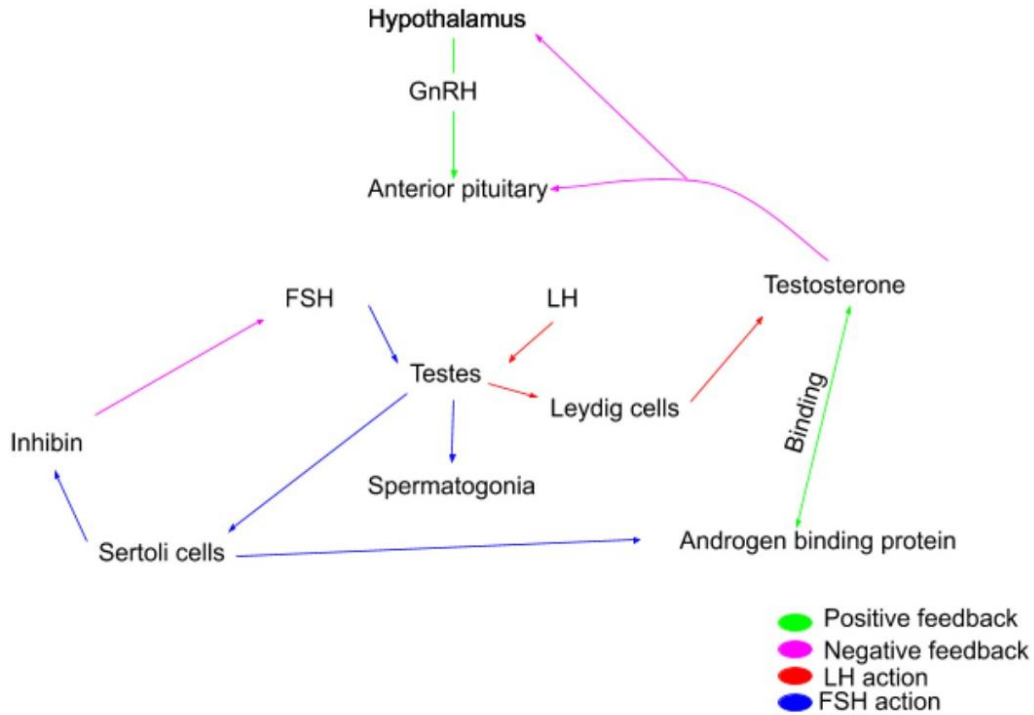 Hypothalamus
GnRH
Anterior pituitary
Testosterone
FSH
LH
Testes
Leydig cells
Binding
Inhibin
Spermatogonia
Sertoli cells
Androgen binding protein
Positive feedback
Negative feedback
LH action
FSH action